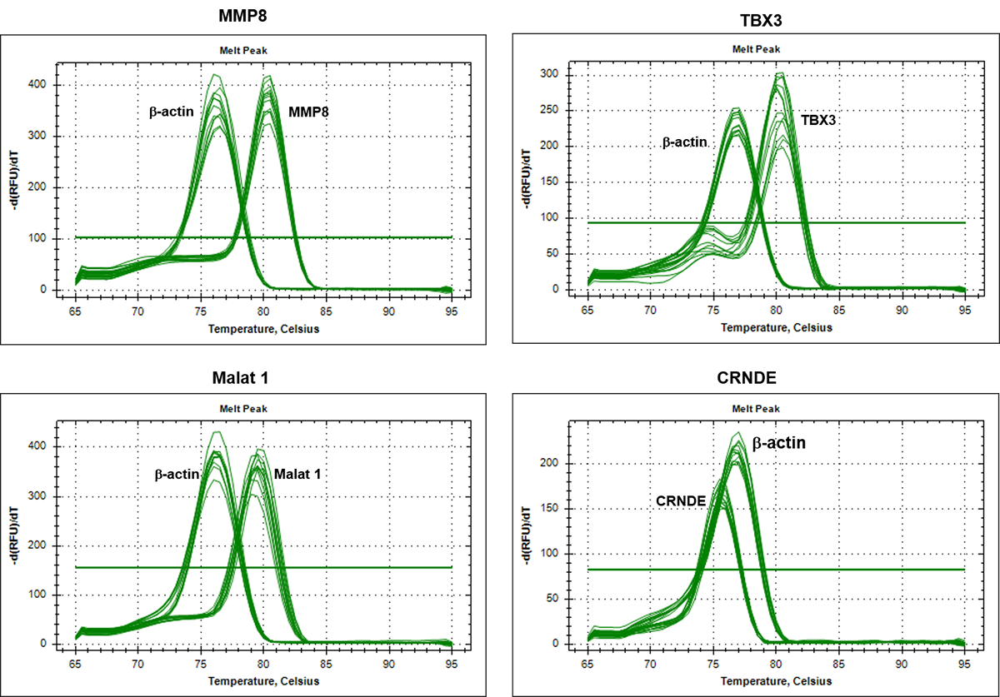 MMP8
Melt Peak
-d(RFU)/dT
400
300
200
100
0
β-actin
MMP8
65 70 75 80 85 90 95
Temperature, Celsius
TBX3
Melt Peak
-d(RFU)/dT
300
250
200
150
100
50
0
TBX3
β-actin
65 70 75 80 85 90 95
Temperature, Celsius
Malat 1
Melt Peak
-d(RFU)/dT
400
300
200
100
0
β-actin
Malat 1
65 70 75 80 85 90 95
Temperature, Celsius
CRNDE
Melt Peak
-d(RFU)/dT
200
150
100
50
0
β-actin
CRNDE
65 70 75 80 85 90 95
Temperature, Celsius